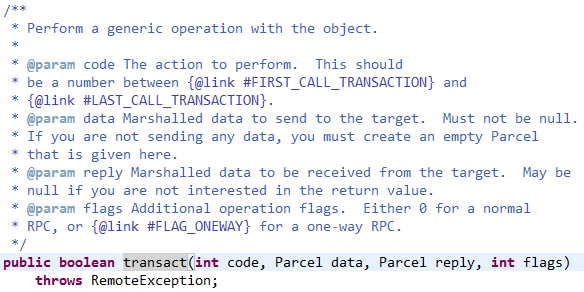 /**
 * Perform a generic operation with the object.
 *
 * @param code The action to perform.  This should
 * be a number between {@link #FIRST_CALL_TRANSACTION} and
 * {@link #LAST_CALL_TRANSACTION}.
 * @param data Marshalled data to send to the target.  Must not be null.
 * If you are not sending any data, you must create an empty Parcel
 * that is given here.
 * @param reply Marshalled data to be received from the target.  May be
 * null if you are not interested in the return value.
 * @param flags Additional operation flags.  Either 0 for a normal
 * RPC, or {@link #FLAG_ONEWAY} for a one-way RPC.
 */
public boolean transact(int code, Parcel data, Parcel reply, int flags)
    throws RemoteException;